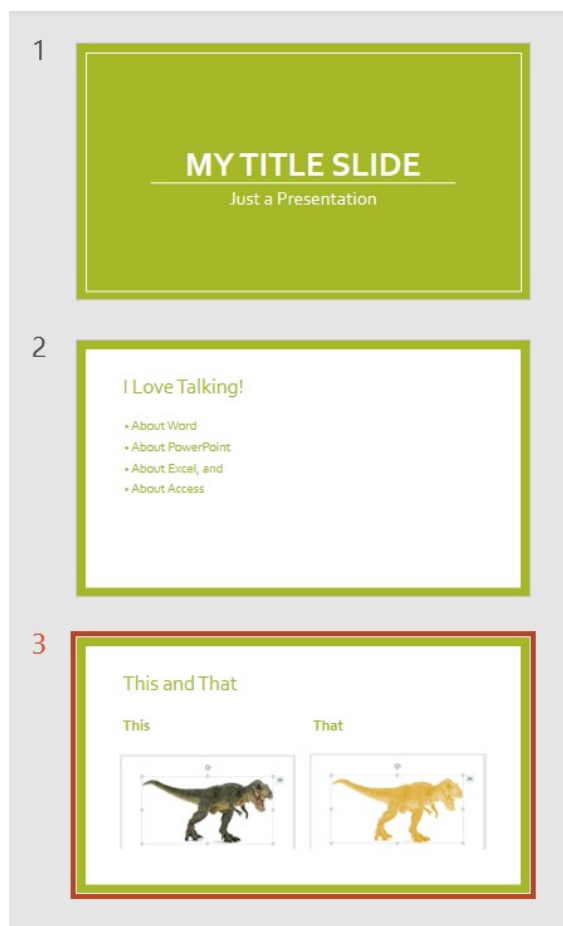 1
MY TITLE SLIDE
Just a Presentation
2
I Love Talking!
• About Word
• About PowerPoint
• About Excel, and
• About Access
3
This and That
This That